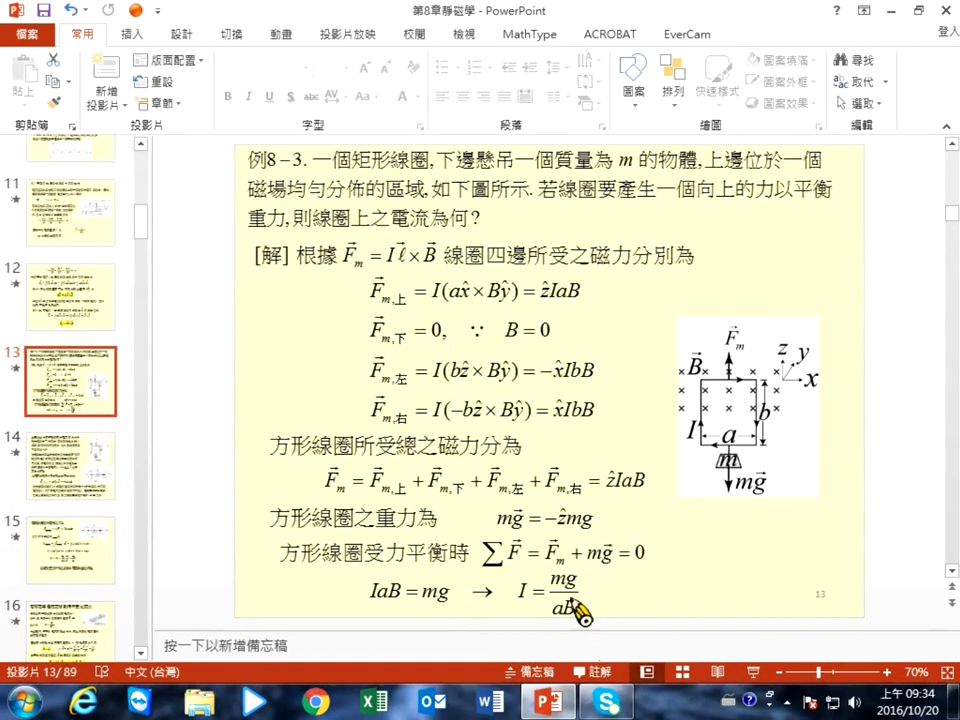 第8章靜磁學 - PowerPoint
登入
檔案 常用 插入 設計 切換 動畫 投影片放映 校閱 檢視 MathType ACROBAT EverCam
貼上 新增投影片 版面配置 重設 章節 圖案 排列 快速樣式 圖案填滿 圖案外框 圖案效果 尋找 取代 選取
剪貼簿 投影片 字型 段落 繪圖 編輯
11
12
13
14
15
16
例8－3. 一個矩形線圈,下邊懸吊一個質量為 m 的物體,上邊位於一個
磁場均勻分佈的區域,如下圖所示. 若線圈要產生一個向上的力以平衡
重力,則線圈上之電流為何?
[解] 根據 F⃗m = I ℓ⃗ × B⃗ 線圈四邊所受之磁力分別為
F⃗m,上 = I(ax̂ × Bŷ) = ẑIaB
F⃗m,下 = 0, ∵ B = 0
F⃗m,左 = I(bẑ × Bŷ) = −x̂IbB
F⃗m,右 = I(−bẑ × Bŷ) = x̂IbB
方形線圈所受總之磁力分為
F⃗m = F⃗m,上 + F⃗m,下 + F⃗m,左 + F⃗m,右 = ẑIaB
方形線圈之重力為 mg⃗ = −ẑmg
方形線圈受力平衡時 ∑ F⃗ = F⃗m + mg⃗ = 0
IaB = mg → I = mg / aB
F⃗m
B⃗ z y x
I a b
m
mg⃗
13
按一下以新增備忘稿
投影片 13/89 中文 (台灣) 備忘稿 註解 70%
上午 09:34
2016/10/20